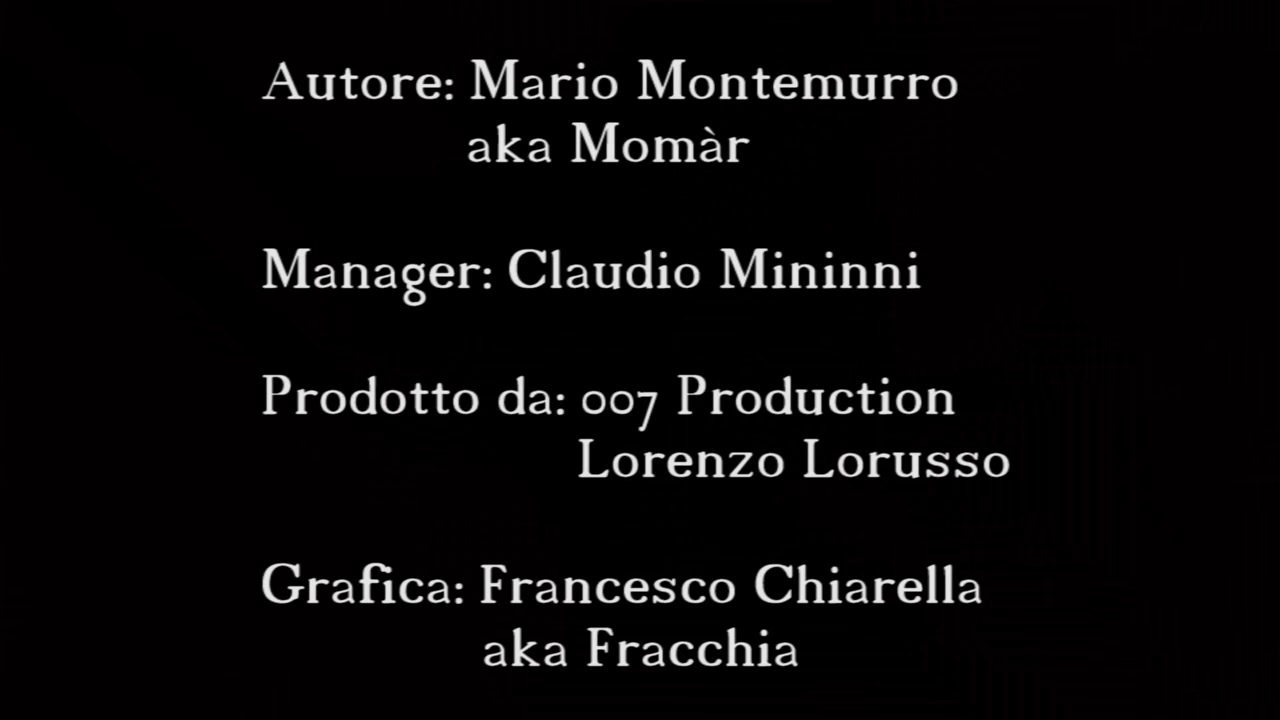 Autore: Mario Montemurro
aka Momàr
Manager: Claudio Mininni
Prodotto da: 007 Production
Lorenzo Lorusso
Grafica: Francesco Chiarella
aka Fracchia